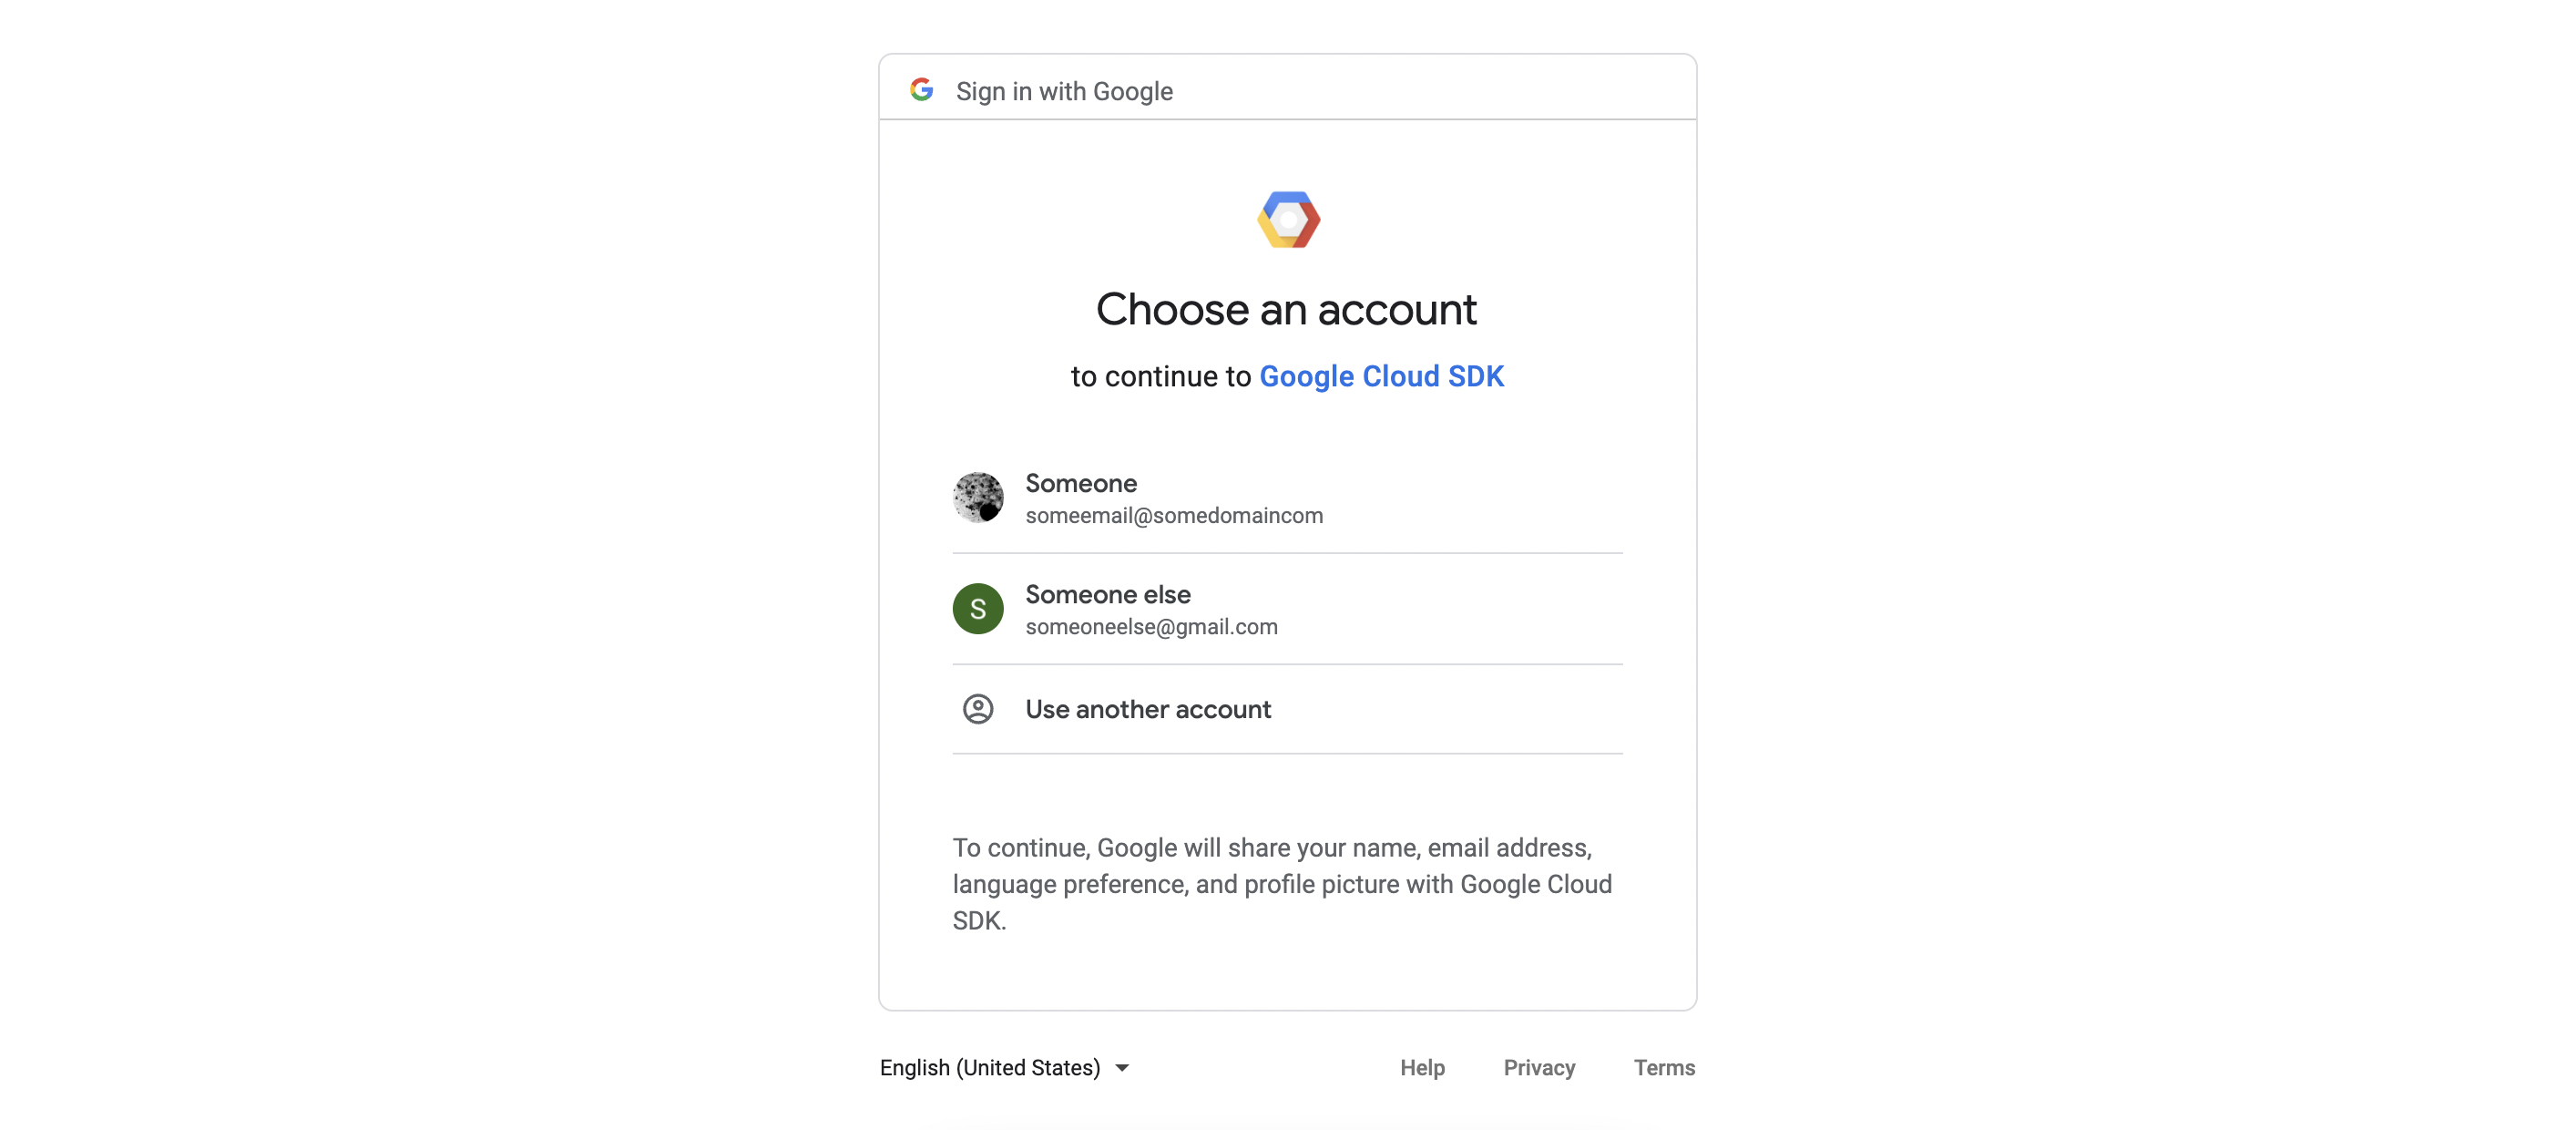 Sign in with Google
Choose an account
to continue to Google Cloud SDK
Someone
someemail@somedomaincom
S
Someone else
someoneelse@gmail.com
Use another account
To continue, Google will share your name, email address,
language preference, and profile picture with Google Cloud
SDK.
English (United States)
Help Privacy Terms